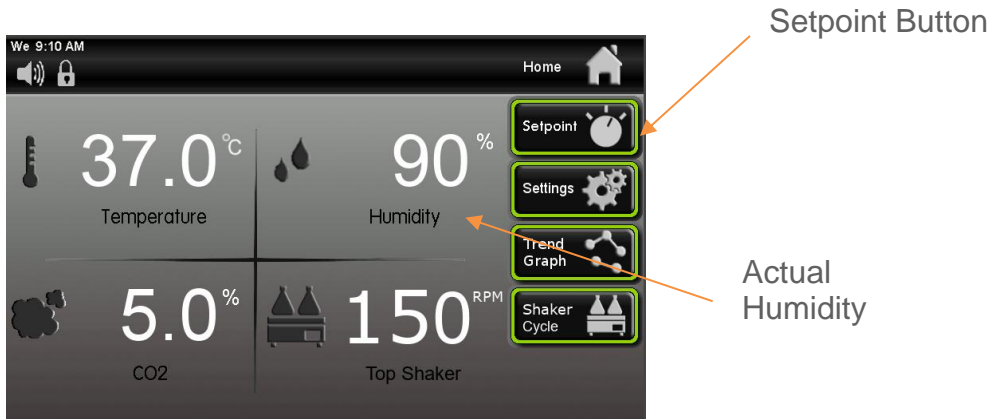 Setpoint Button
We 9:10 AM
Home
Setpoint
37.0 °C
90 %
Settings
Temperature
Humidity
Trend
Graph
Actual
Humidity
5.0 %
150 RPM
Shaker
Cycle
CO2
Top Shaker